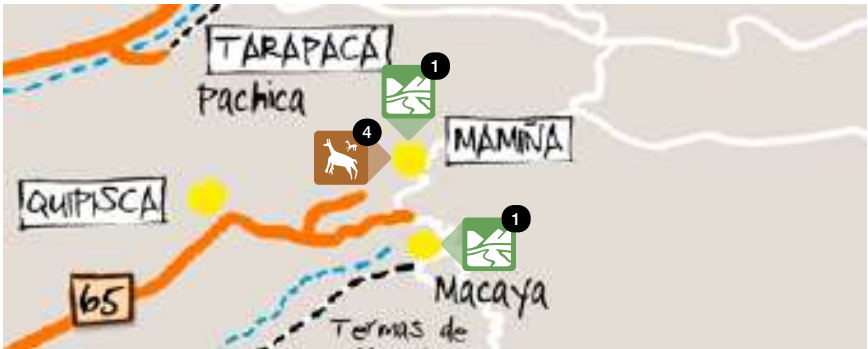 TARAPACÁ
Pachica
1
4
MAMIÑA
QUIPISCA
1
65
Macaya
Termas de